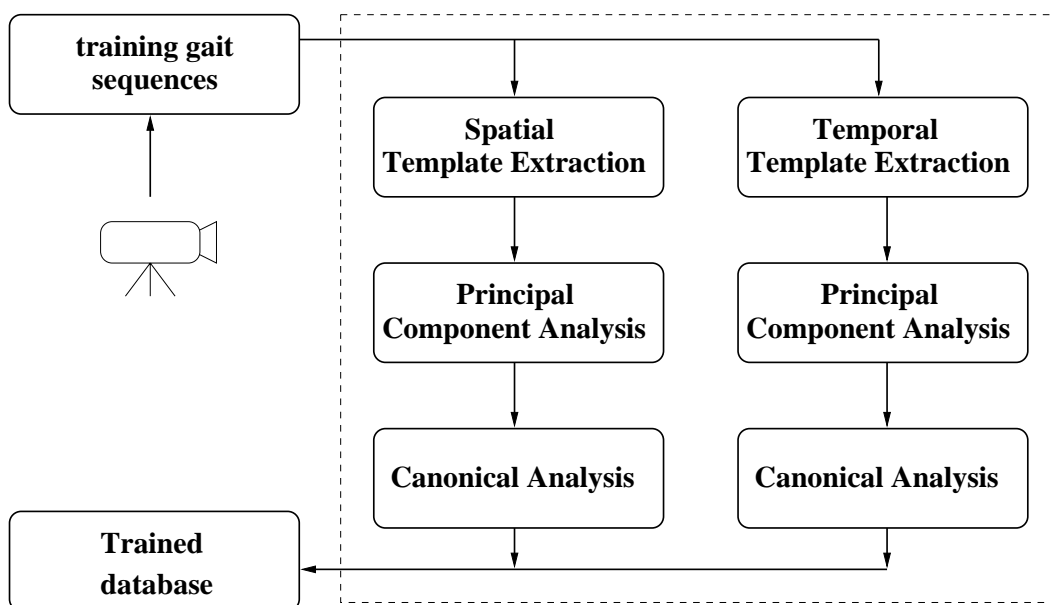 training gait
sequences
Spatial
Template Extraction
Temporal
Template Extraction
Principal
Component Analysis
Principal
Component Analysis
Canonical Analysis
Canonical Analysis
Trained
database